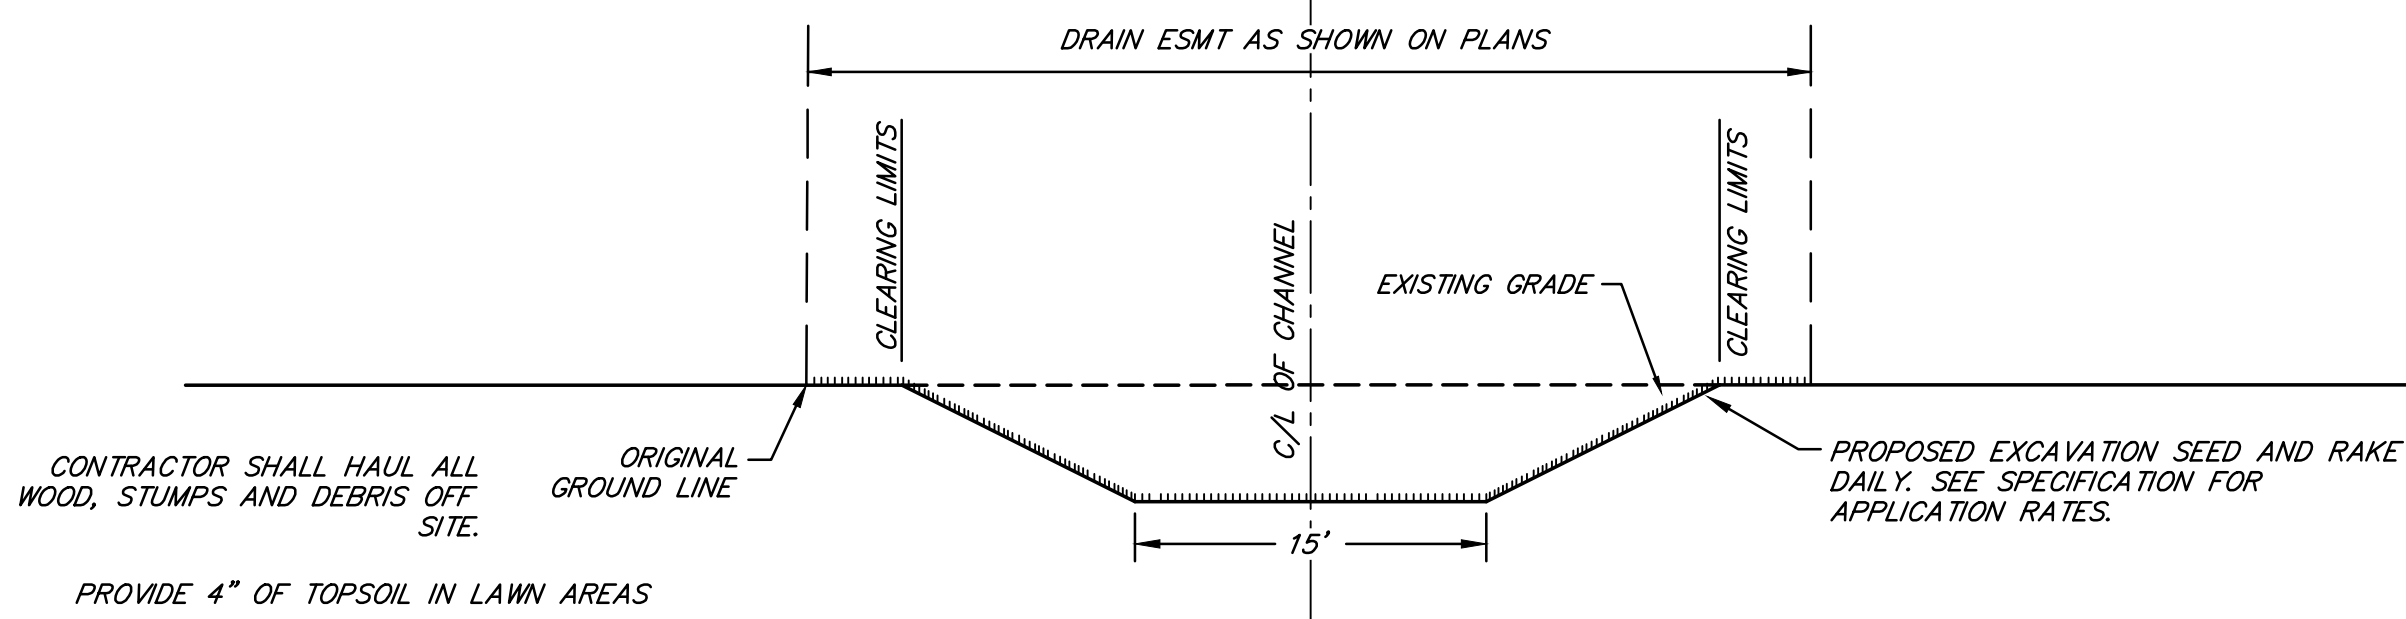 DRAIN ESMT AS SHOWN ON PLANS
CLEARING LIMITS
C/L OF CHANNEL
EXISTING GRADE
CLEARING LIMITS
CONTRACTOR SHALL HAUL ALL
WOOD, STUMPS AND DEBRIS OFF
SITE.
ORIGINAL
GROUND LINE
PROPOSED EXCAVATION SEED AND RAKE
DAILY. SEE SPECIFICATION FOR
APPLICATION RATES.
15'
PROVIDE 4" OF TOPSOIL IN LAWN AREAS